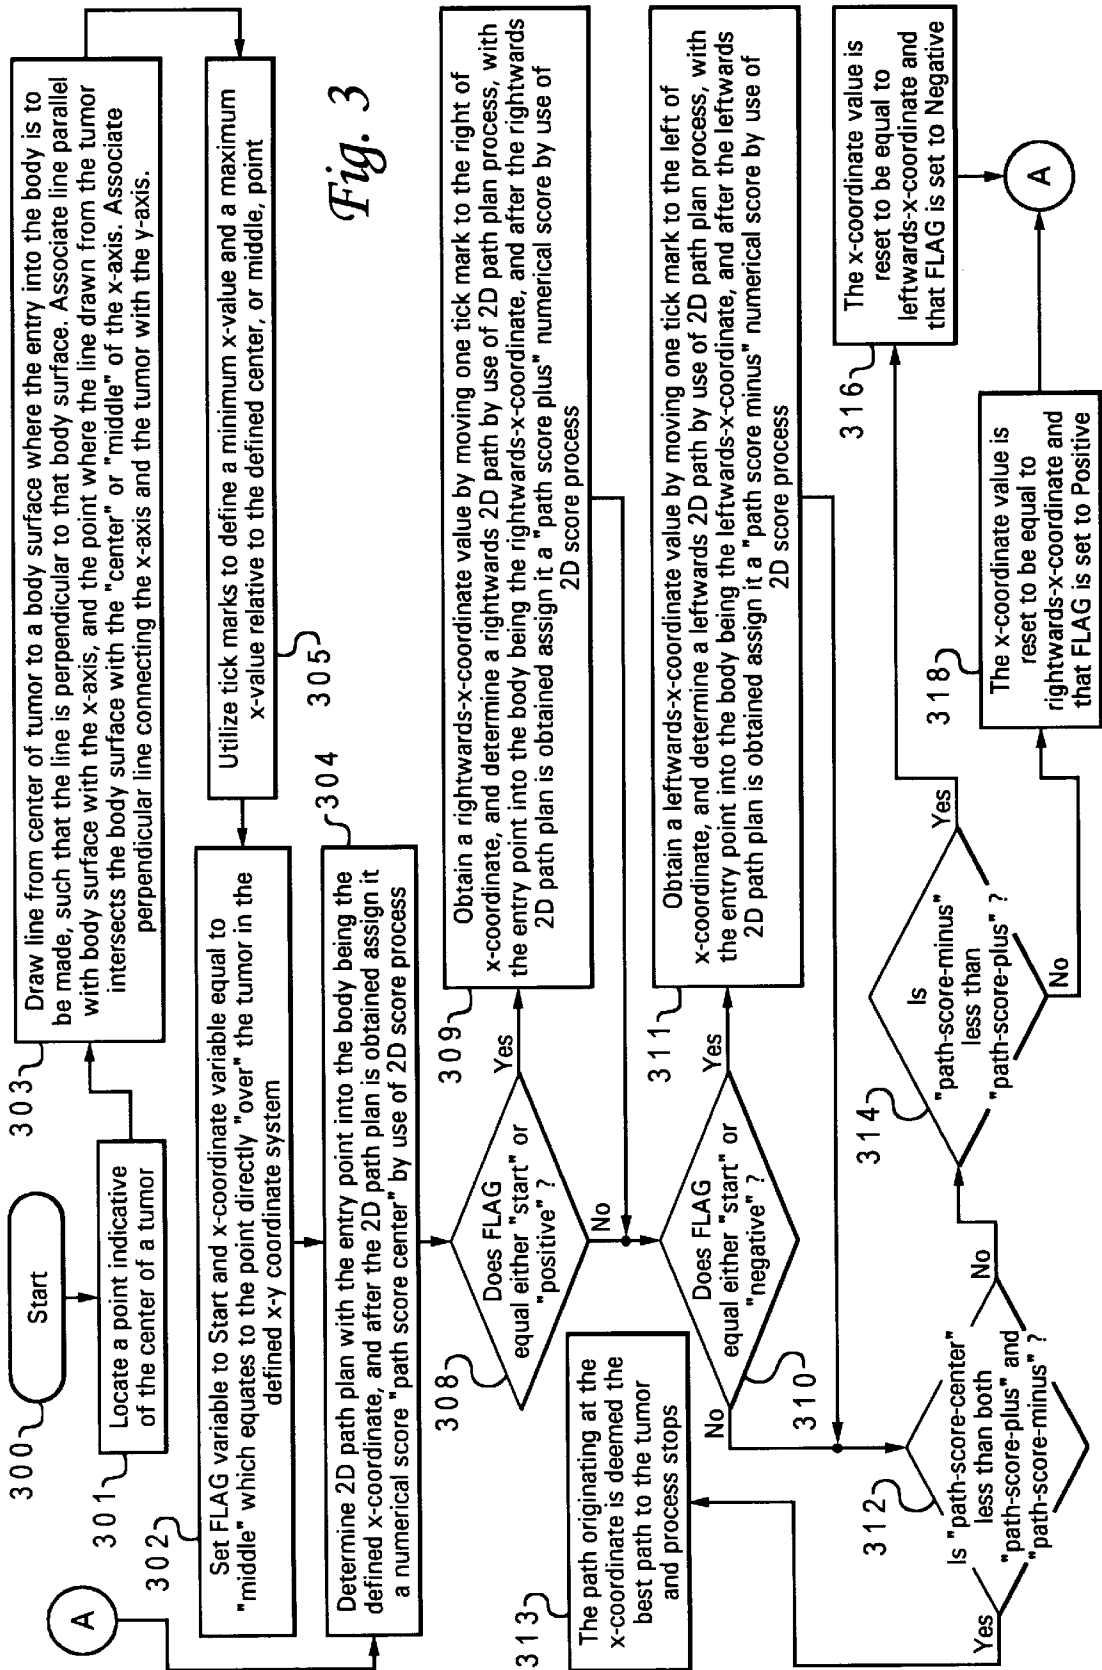 300
Start
301
Locate a point indicative
of the center of a tumor
303
Draw line from center of tumor to a body surface where the entry into the body is to
be made, such that the line is perpendicular to that body surface. Associate line parallel
with body surface with the x-axis, and the point where the line drawn from the tumor
intersects the body surface with the "center" or "middle" of the x-axis. Associate
perpendicular line connecting the x-axis and the tumor with the y-axis.
305
Utilize tick marks to define a minimum x-value and a maximum
x-value relative to the defined center, or middle, point
A
302
Set FLAG variable to Start and x-coordinate variable equal to
"middle" which equates to the point directly "over" the tumor in the
defined x-y coordinate system
304
Determine 2D path plan with the entry point into the body being the
defined x-coordinate, and after the 2D path plan is obtained assign it
a numerical score "path score center" by use of 2D score process
Fig. 3
308
Does FLAG
equal either "start" or
"positive" ?
Yes
No
309
Obtain a rightwards-x-coordinate value by moving one tick mark to the right of
x-coordinate, and determine a rightwards 2D path by use of 2D path plan process, with
the entry point into the body being the rightwards-x-coordinate, and after the rightwards
2D path plan is obtained assign it a "path score plus" numerical score by use of
2D score process
310
Does FLAG
equal either "start" or
"negative" ?
Yes
No
311
Obtain a leftwards-x-coordinate value by moving one tick mark to the left of
x-coordinate, and determine a leftwards 2D path by use of 2D path plan process, with
the entry point into the body being the leftwards-x-coordinate, and after the leftwards
2D path plan is obtained assign it a "path score minus" numerical score by use of
2D score process
313
The path originating at the
x-coordinate is deemed the
best path to the tumor
and process stops
312
Is "path-score-center"
less than both
"path-score-plus" and
"path-score-minus" ?
Yes
No
314
Is
"path-score-minus"
less than
"path-score-plus" ?
Yes
No
316
The x-coordinate value is
reset to be equal to
leftwards-x-coordinate and
that FLAG is set to Negative
318
The x-coordinate value is
reset to be equal to
rightwards-x-coordinate and
that FLAG is set to Positive
A